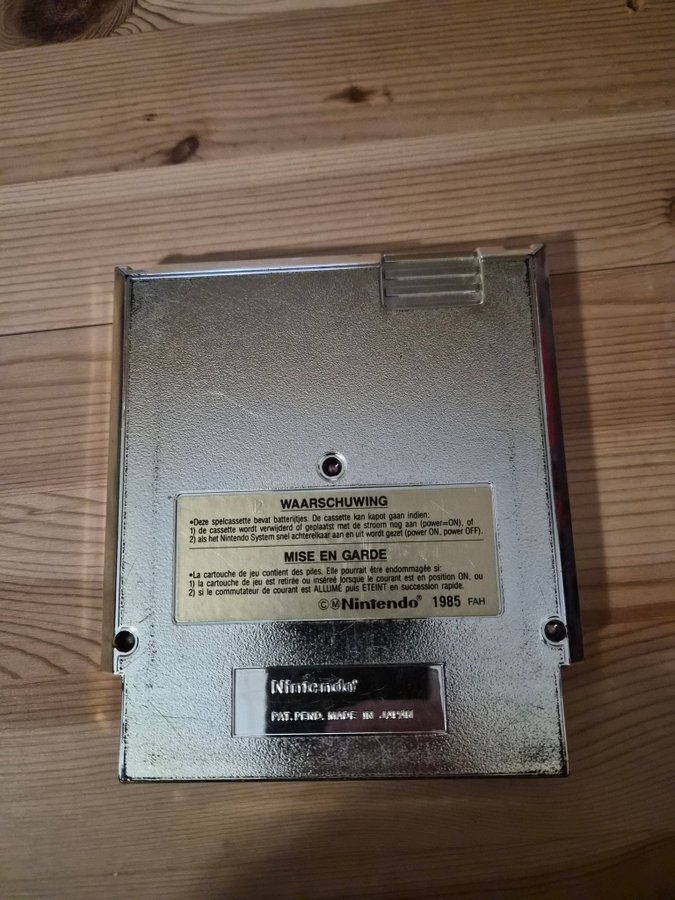 WAARSCHUWING
•Deze spelcassette bevat batterijtjes. De cassette kan kapot gaan indien:
1) de cassette wordt verwijderd of geplaatst met de stroom nog aan (power=ON), of
2) als het Nintendo System snel achterelkaar aan en uit wordt gezet (power ON, power OFF).
MISE EN GARDE
•La cartouche de jeu contient des piles. Elle pourrait être endommagée si:
1) la cartouche de jeu est retirée ou inséreé lorsque le courant est en position ON, ou
2) si le commutateur de courant est ALLUMÉ puis ETEINT en succession rapide.
©ⓂNintendo® 1985 FAH
Nintendo®
PAT. PEND. MADE IN JAPAN